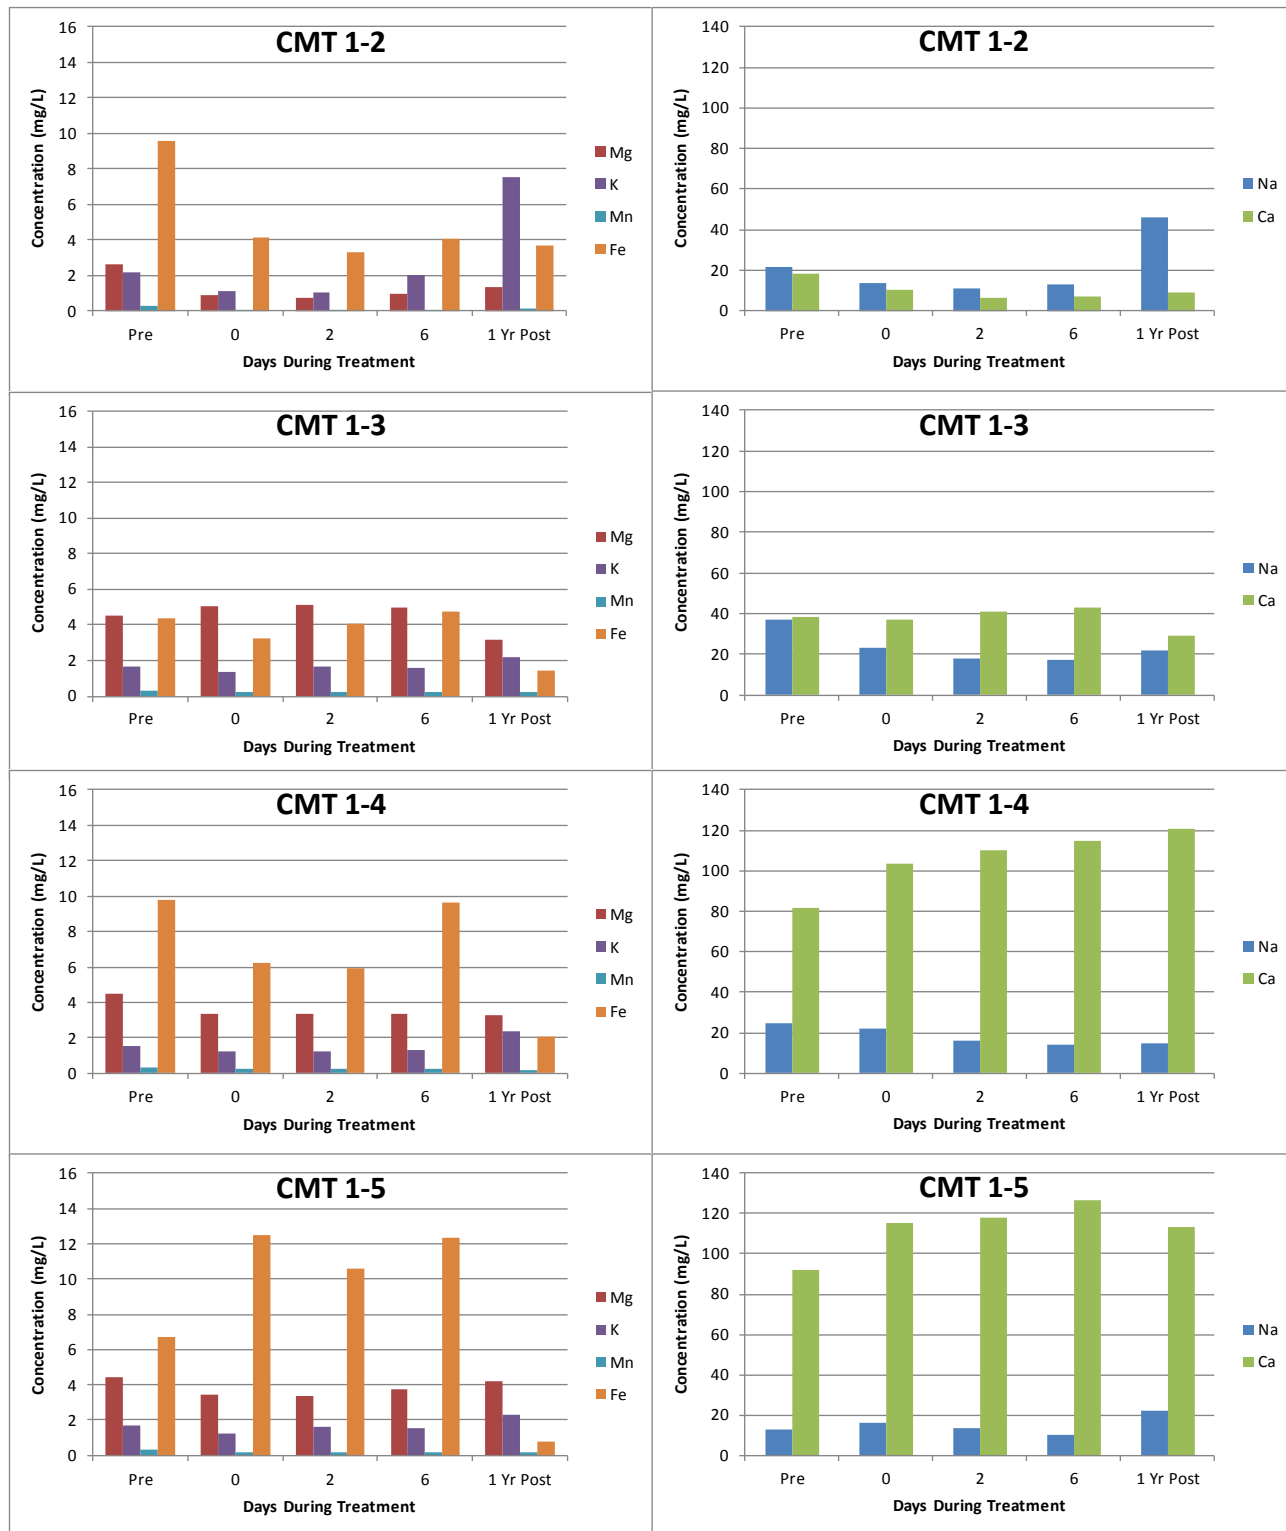 CMT 1-2
Concentration (mg/L)
16
14
12
10
8
6
4
2
0
Pre 0 2 6 1 Yr Post
Days During Treatment
Mg
K
Mn
Fe
CMT 1-2
Concentration (mg/L)
140
120
100
80
60
40
20
0
Pre 0 2 6 1 Yr Post
Days During Treatment
Na
Ca
CMT 1-3
Concentration (mg/L)
16
14
12
10
8
6
4
2
0
Pre 0 2 6 1 Yr Post
Days During Treatment
Mg
K
Mn
Fe
CMT 1-3
Concentration (mg/L)
140
120
100
80
60
40
20
0
Pre 0 2 6 1 Yr Post
Days During Treatment
Na
Ca
CMT 1-4
Concentration (mg/L)
16
14
12
10
8
6
4
2
0
Pre 0 2 6 1 Yr Post
Days During Treatment
Mg
K
Mn
Fe
CMT 1-4
Concentration (mg/L)
140
120
100
80
60
40
20
0
Pre 0 2 6 1 Yr Post
Days During Treatment
Na
Ca
CMT 1-5
Concentration (mg/L)
16
14
12
10
8
6
4
2
0
Pre 0 2 6 1 Yr Post
Days During Treatment
Mg
K
Mn
Fe
CMT 1-5
Concentration (mg/L)
140
120
100
80
60
40
20
0
Pre 0 2 6 1 Yr Post
Days During Treatment
Na
Ca